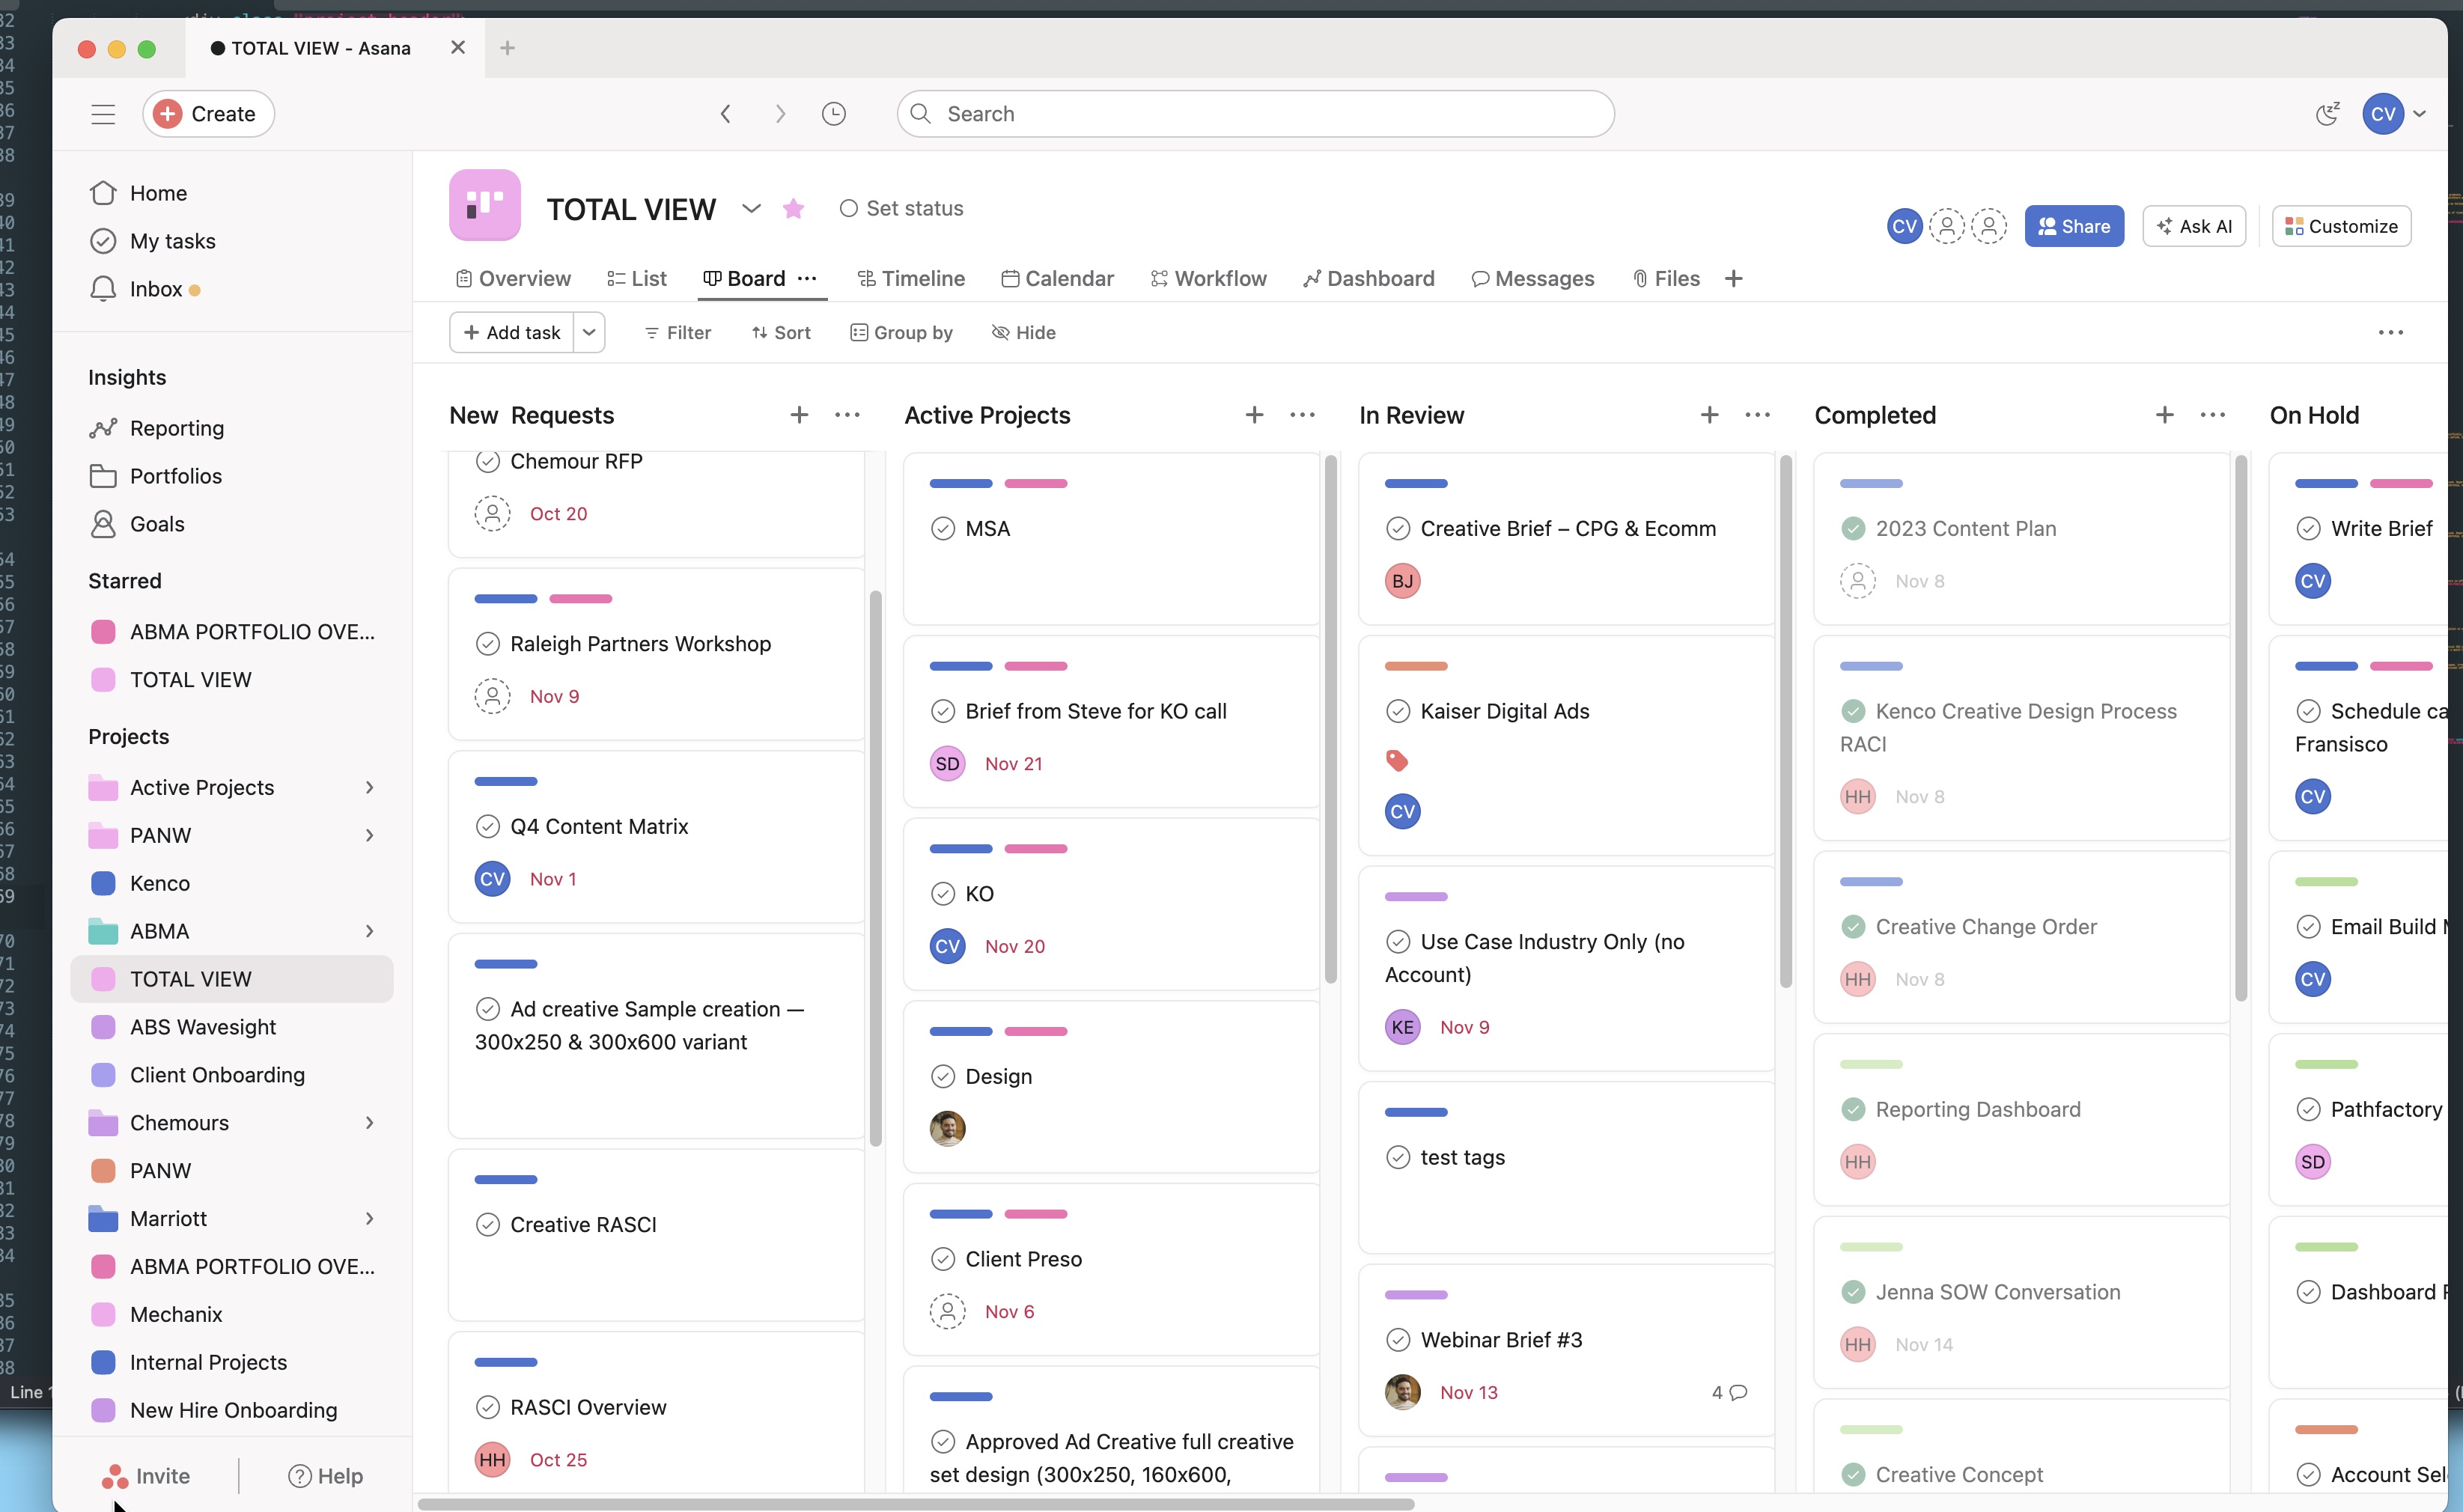 TOTAL VIEW - Asana
Create
Search
CV
Home
My tasks
Inbox
Insights
Reporting
Portfolios
Goals
Starred
ABMA PORTFOLIO OVE...
TOTAL VIEW
Projects
Active Projects
PANW
Kenco
ABMA
TOTAL VIEW
ABS Wavesight
Client Onboarding
Chemours
PANW
Marriott
ABMA PORTFOLIO OVE...
Mechanix
Internal Projects
New Hire Onboarding
Invite
Help
TOTAL VIEW
Set status
CV
Share
Ask AI
Customize
Overview
List
Board
Timeline
Calendar
Workflow
Dashboard
Messages
Files
Add task
Filter
Sort
Group by
Hide
New Requests
Chemour RFP
Oct 20
Raleigh Partners Workshop
Nov 9
Q4 Content Matrix
CV Nov 1
Ad creative Sample creation —
300x250 & 300x600 variant
Creative RASCI
RASCI Overview
HH Oct 25
Active Projects
MSA
Brief from Steve for KO call
SD Nov 21
KO
CV Nov 20
Design
Client Preso
Nov 6
Approved Ad Creative full creative
set design (300x250, 160x600,
In Review
Creative Brief – CPG & Ecomm
BJ
Kaiser Digital Ads
CV
Use Case Industry Only (no
Account)
KE Nov 9
test tags
Webinar Brief #3
Nov 13 4
Completed
2023 Content Plan
Nov 8
Kenco Creative Design Process
RACI
HH Nov 8
Creative Change Order
HH Nov 8
Reporting Dashboard
HH
Jenna SOW Conversation
HH Nov 14
Creative Concept
On Hold
Write Brief
CV
Schedule ca
Fransisco
CV
Email Build
CV
Pathfactory
SD
Dashboard
Account Sel
Line